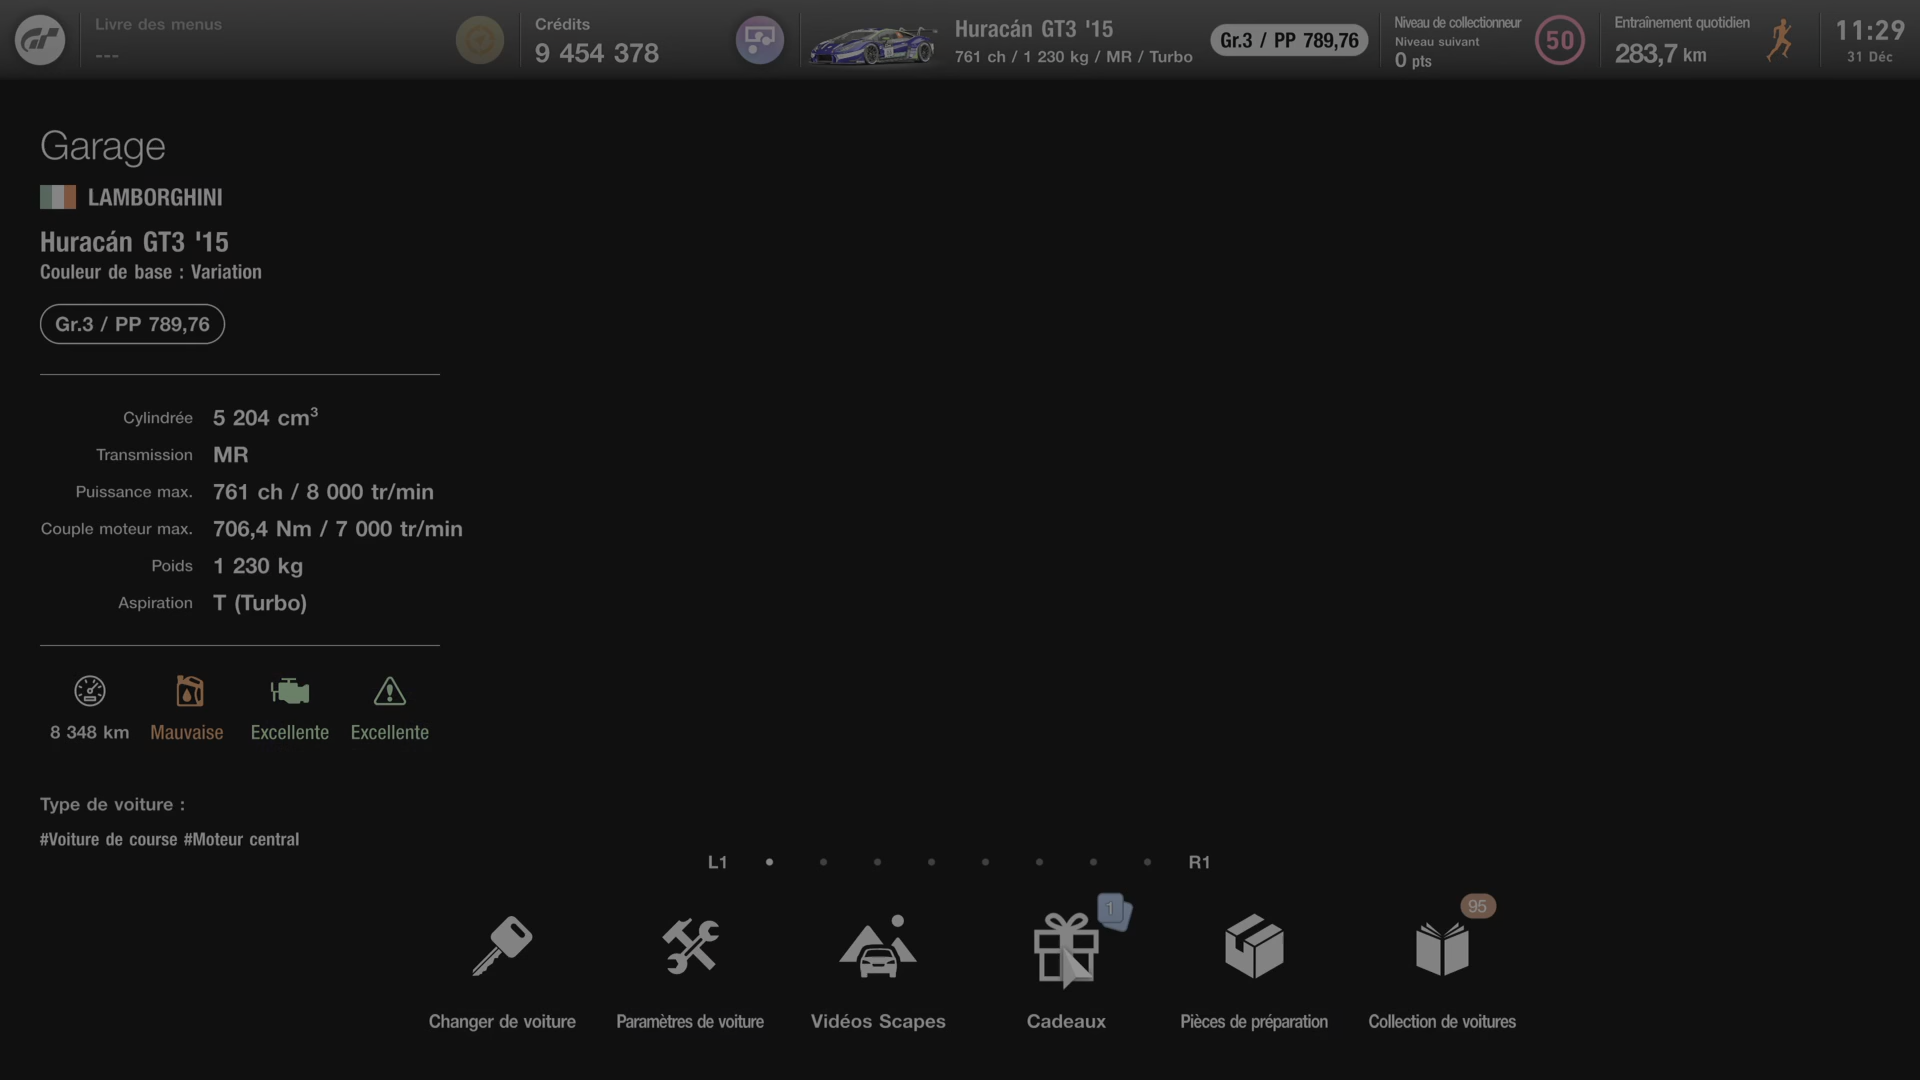 Livre des menus
---
Crédits
9 454 378
Huracán GT3 '15
761 ch / 1 230 kg / MR / Turbo
Gr.3 / PP 789,76
Niveau de collectionneur
Niveau suivant
0 pts
50
Entraînement quotidien
283,7 km
11:29
31 Déc
Garage
LAMBORGHINI
Huracán GT3 '15
Couleur de base : Variation
Gr.3 / PP 789,76
Cylindrée 5 204 cm³
Transmission MR
Puissance max. 761 ch / 8 000 tr/min
Couple moteur max. 706,4 Nm / 7 000 tr/min
Poids 1 230 kg
Aspiration T (Turbo)
8 348 km Mauvaise Excellente Excellente
Type de voiture :
#Voiture de course #Moteur central
L1 R1
1
95
Changer de voiture
Paramètres de voiture
Vidéos Scapes
Cadeaux
Pièces de préparation
Collection de voitures